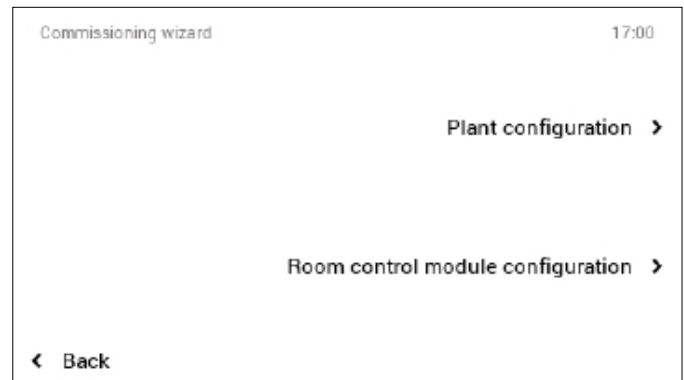 Commissioning wizard 17:00
Plant configuration
Room control module configuration
Back